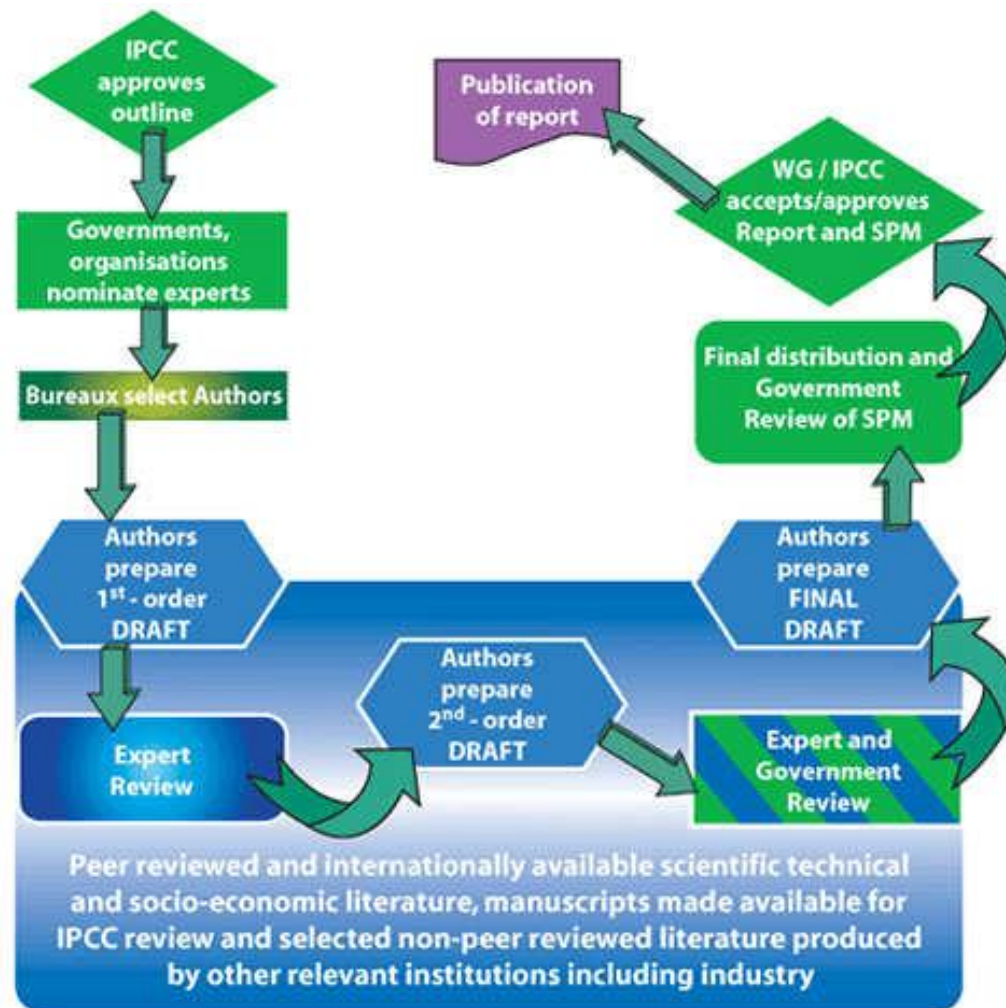 IPCC
approves
outline
Governments,
organisations
nominate experts
Bureaux select Authors
Authors
prepare
1st - order
DRAFT
Expert
Review
Authors
prepare
2nd - order
DRAFT
Expert and
Government
Review
Authors
prepare
FINAL
DRAFT
Final distribution and
Government
Review of SPM
WG / IPCC
accepts/approves
Report and SPM
Publication
of report
Peer reviewed and internationally available scientific technical
and socio-economic literature, manuscripts made available for
IPCC review and selected non-peer reviewed literature produced
by other relevant institutions including industry